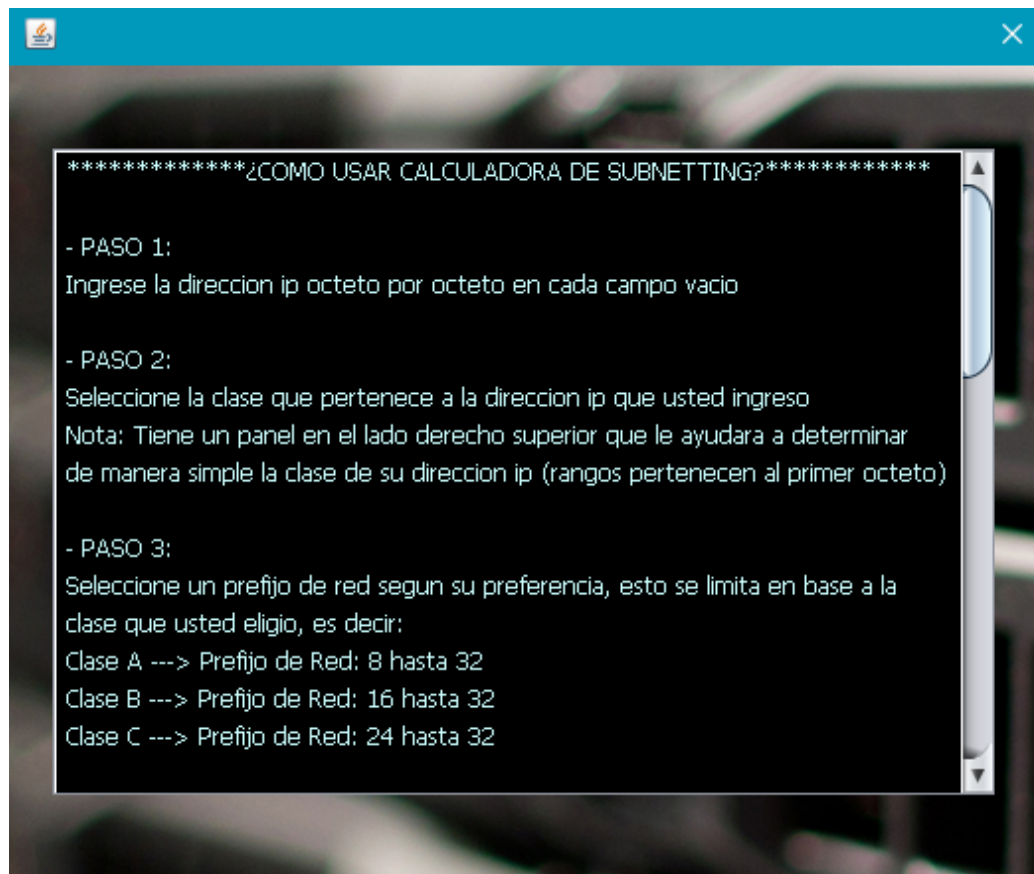 *************¿COMO USAR CALCULADORA DE SUBNETTING?************
- PASO 1:
Ingrese la direccion ip octeto por octeto en cada campo vacio
- PASO 2:
Seleccione la clase que pertenece a la direccion ip que usted ingreso
Nota: Tiene un panel en el lado derecho superior que le ayudara a determinar
de manera simple la clase de su direccion ip (rangos pertenecen al primer octeto)
- PASO 3:
Seleccione un prefijo de red segun su preferencia, esto se limita en base a la
clase que usted eligio, es decir:
Clase A ---> Prefijo de Red: 8 hasta 32
Clase B ---> Prefijo de Red: 16 hasta 32
Clase C ---> Prefijo de Red: 24 hasta 32